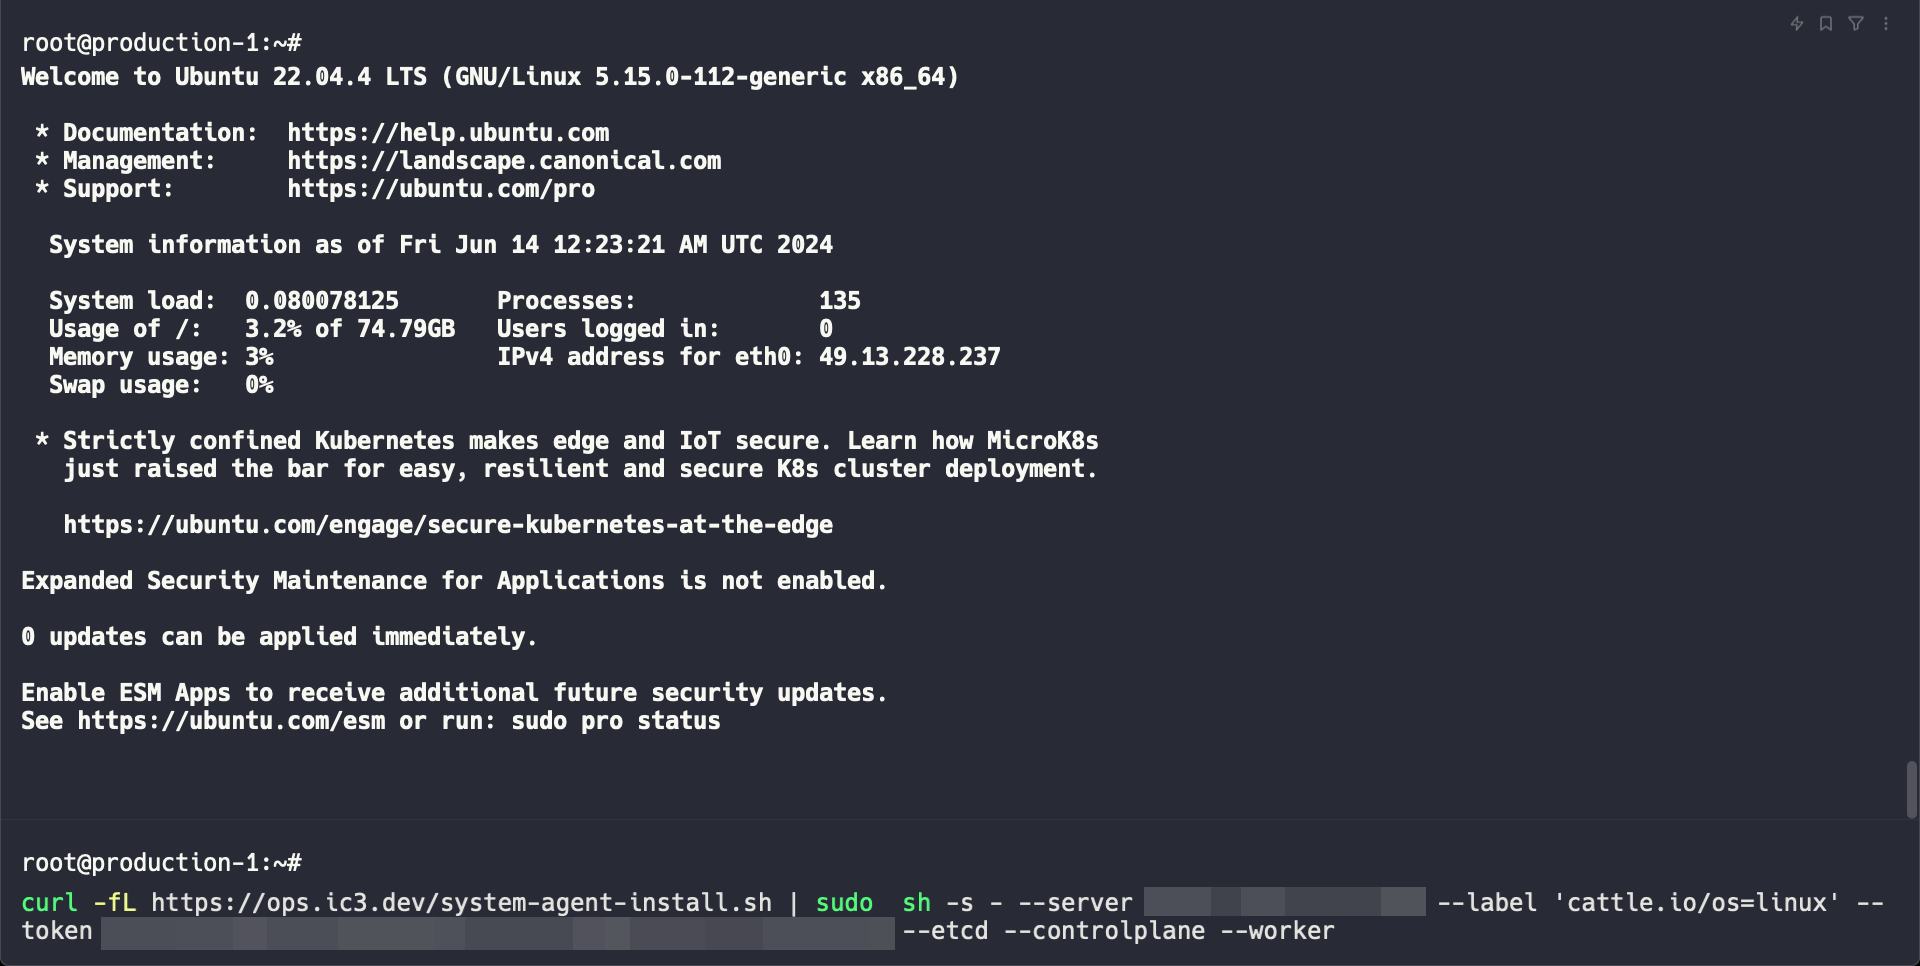 root@production-1:~#
Welcome to Ubuntu 22.04.4 LTS (GNU/Linux 5.15.0-112-generic x86_64)
* Documentation:  https://help.ubuntu.com
* Management:     https://landscape.canonical.com
* Support:        https://ubuntu.com/pro
System information as of Fri Jun 14 12:23:21 AM UTC 2024
System load:  0.080078125       Processes:             135
Usage of /:   3.2% of 74.79GB   Users logged in:       0
Memory usage: 3%                IPv4 address for eth0: 49.13.228.237
Swap usage:   0%
* Strictly confined Kubernetes makes edge and IoT secure. Learn how MicroK8s
just raised the bar for easy, resilient and secure K8s cluster deployment.
https://ubuntu.com/engage/secure-kubernetes-at-the-edge
Expanded Security Maintenance for Applications is not enabled.
0 updates can be applied immediately.
Enable ESM Apps to receive additional future security updates.
See https://ubuntu.com/esm or run: sudo pro status
root@production-1:~#
curl -fL https://ops.ic3.dev/system-agent-install.sh | sudo  sh -s - --server --label 'cattle.io/os=linux' --
token --etcd --controlplane --worker